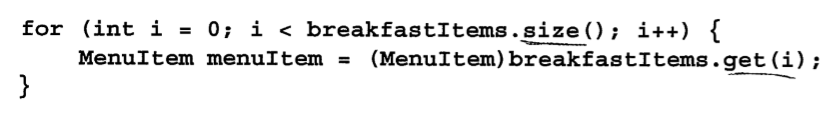 for (int i = 0; i < breakfastItems.size(); i++) {
    MenuItem menuItem = (MenuItem)breakfastItems.get(i);
}